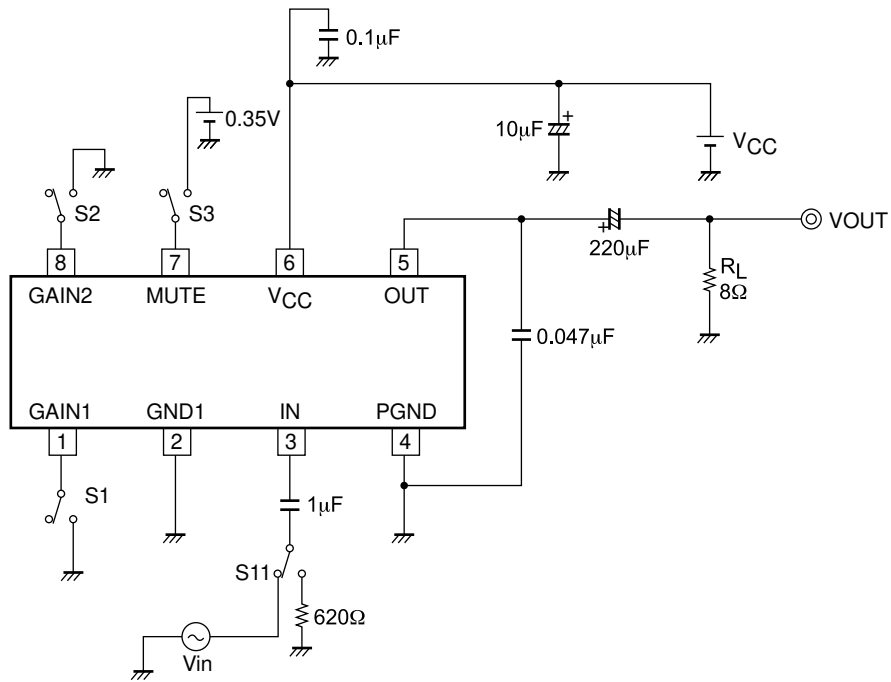 0.1µF
0.35V
10µF
+
VCC
S2
S3
VOUT
+
220µF
8
7
6
5
RL
8Ω
GAIN2
MUTE
VCC
OUT
0.047µF
GAIN1
GND1
IN
PGND
1
2
3
4
S1
1µF
S11
620Ω
Vin